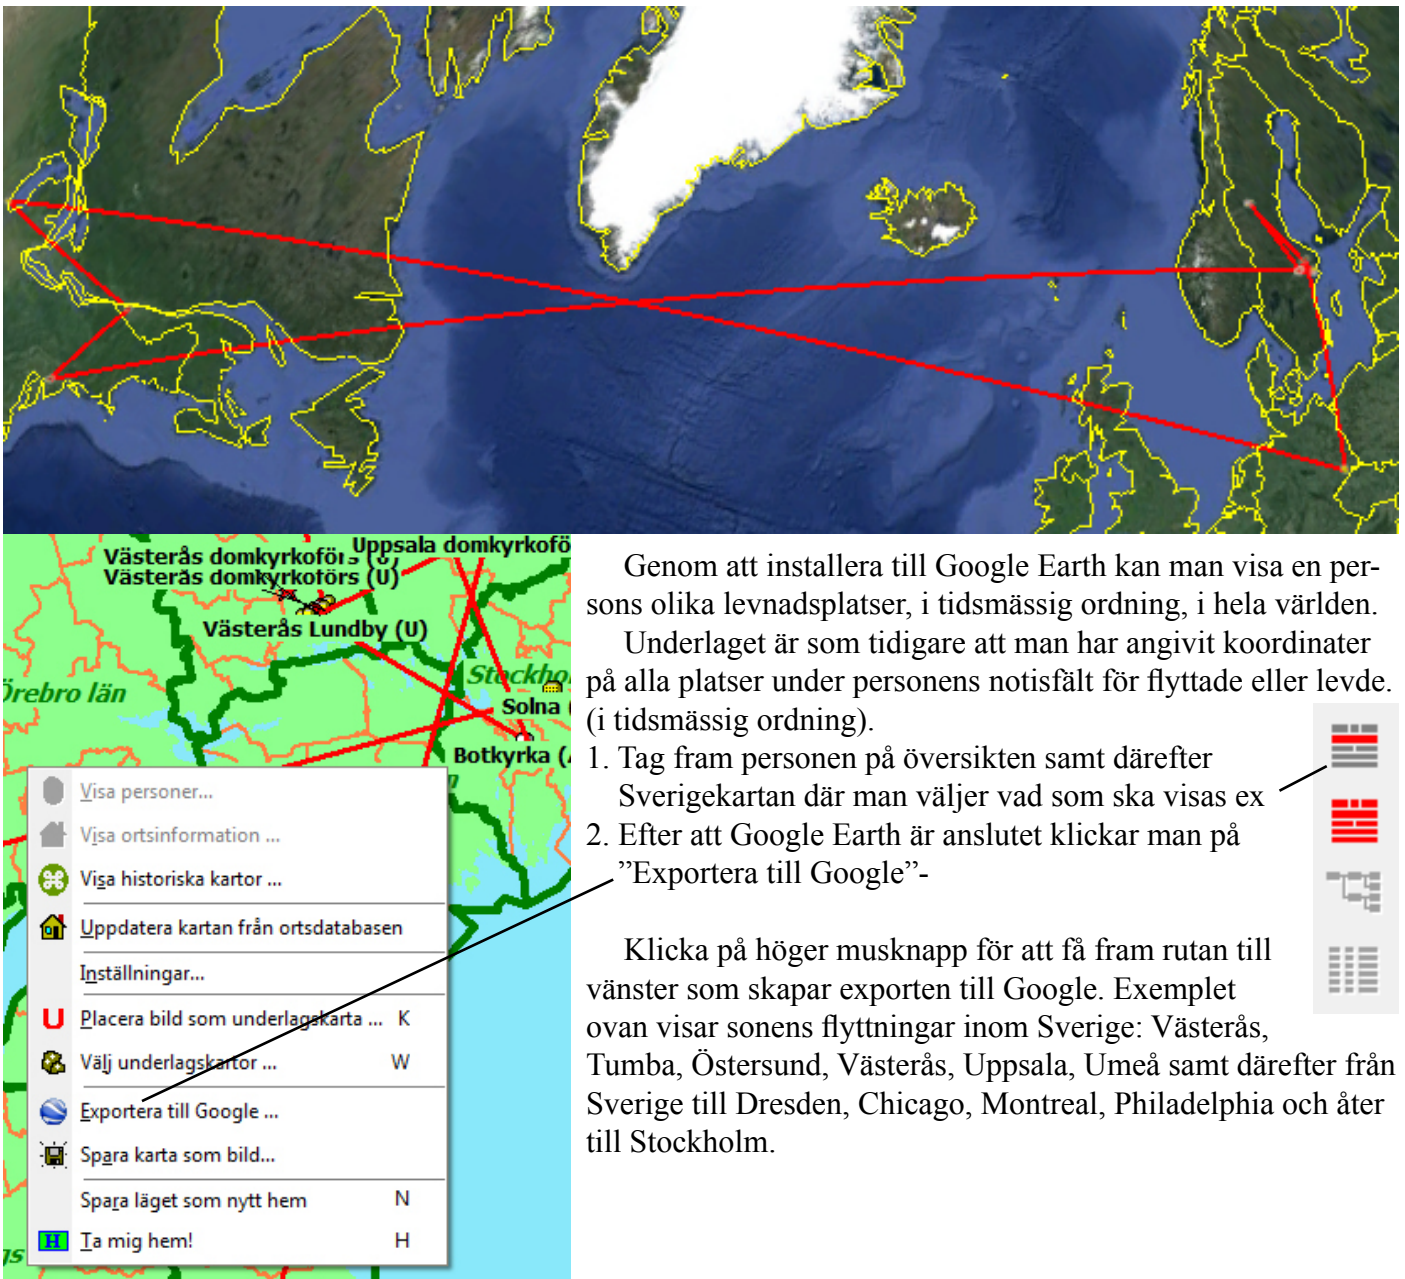 Västerås domkyrkoförs (U)
Uppsala domkyrkofö
Västerås domkyrkoförs (U)
Västerås Lundby (U)
Stockho
Örebro län
Solna (
Botkyrka (
Visa personer...
Visa ortsinformation ...
Visa historiska kartor ...
Uppdatera kartan från ortsdatabasen
Inställningar...
Placera bild som underlagskarta ... K
Välj underlagskartor ... W
Exportera till Google ...
Spara karta som bild...
Spara läget som nytt hem N
H Ta mig hem! H
gs
Genom att installera till Google Earth kan man visa en per-
sons olika levnadsplatser, i tidsmässig ordning, i hela världen.
Underlaget är som tidigare att man har angivit koordinater
på alla platser under personens notisfält för flyttade eller levde.
(i tidsmässig ordning).
1. Tag fram personen på översikten samt därefter
Sverigekartan där man väljer vad som ska visas ex
2. Efter att Google Earth är anslutet klickar man på
”Exportera till Google”-
Klicka på höger musknapp för att få fram rutan till
vänster som skapar exporten till Google. Exemplet
ovan visar sonens flyttningar inom Sverige: Västerås,
Tumba, Östersund, Västerås, Uppsala, Umeå samt därefter från
Sverige till Dresden, Chicago, Montreal, Philadelphia och åter
till Stockholm.